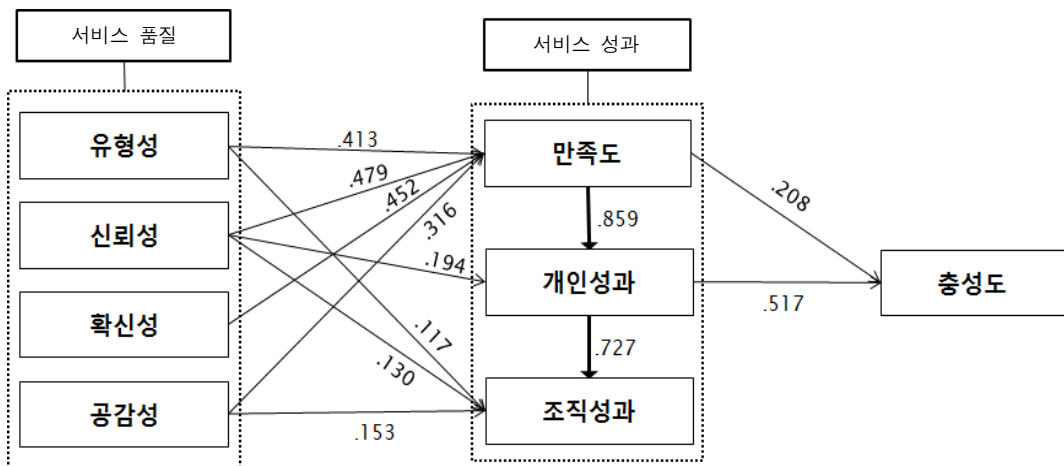 서비스 품질
서비스 성과
유형성
.413
만족도
.479
.452
.208
.316
신뢰성
.859
.194
개인성과
충성도
.517
확신성
.117
.727
.130
공감성
조직성과
.153